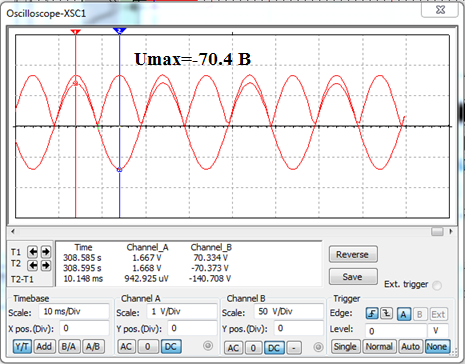 Oscilloscope-XSC1
1 2
Umax=-70.4 В
Time Channel_A Channel_B
T1 308.585 s 1.667 V 70.334 V
T2 308.595 s 1.668 V -70.373 V
T2-T1 10.148 ms 942.925 uV -140.708 V
Reverse
Save
Ext. trigger
Timebase
Scale: 10 ms/Div
X pos.(Div): 0
Y/T Add B/A A/B
Channel A
Scale: 1 V/Div
Y pos.(Div): 0
AC 0 DC
Channel B
Scale: 50 V/Div
Y pos.(Div): 0
AC 0 DC -
Trigger
Edge: A B Ext
Level: 0 V
Single Normal Auto None